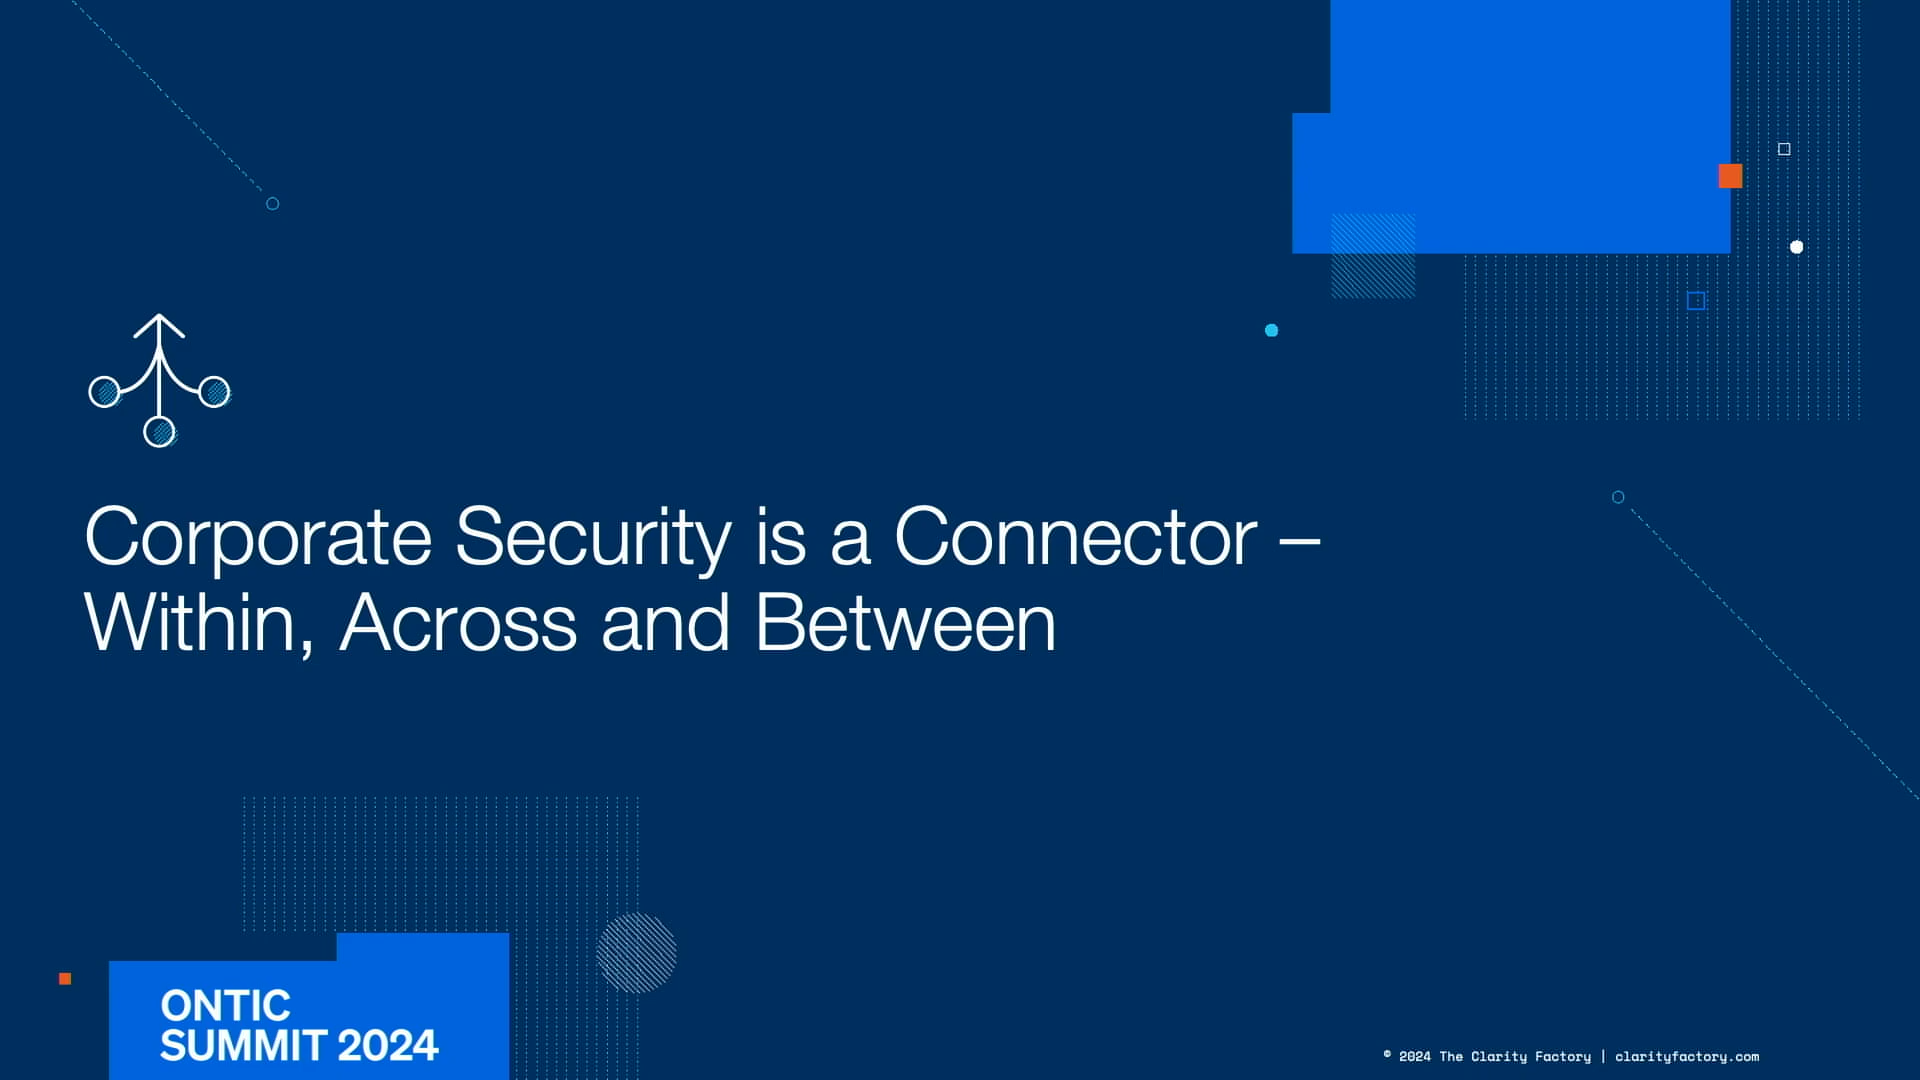 Corporate Security is a Connector –
Within, Across and Between
ONTIC
SUMMIT 2024
© 2024 The Clarity Factory | clarityfactory.com